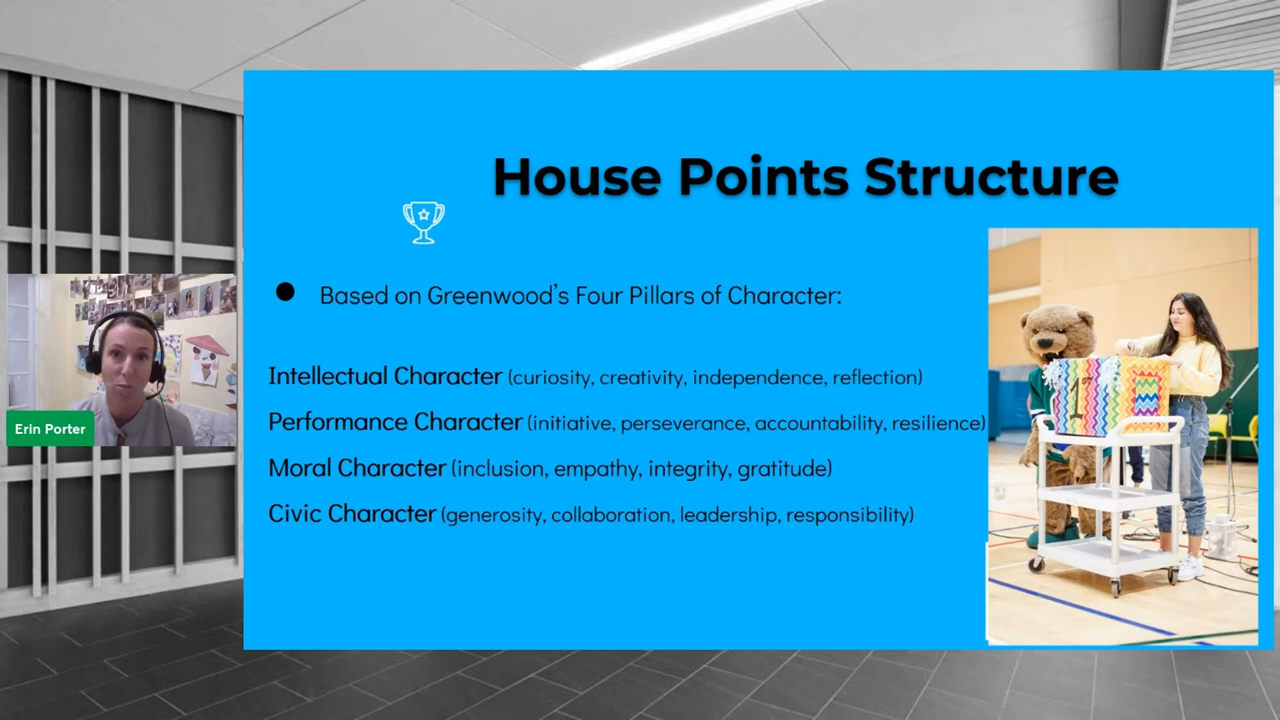 House Points Structure
Based on Greenwood's Four Pillars of Character:
Intellectual Character (curiosity, creativity, independence, reflection)
Performance Character (initiative, perseverance, accountability, resilience)
Moral Character (inclusion, empathy, integrity, gratitude)
Civic Character (generosity, collaboration, leadership, responsibility)
Erin Porter
1st